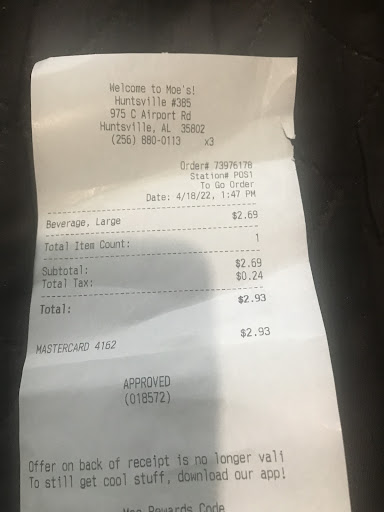 Welcome to Moe's!
Huntsville #385
975 C Airport Rd
Huntsville, AL 35802
(256) 880-0113 x3
Order# 73976178
Station# POS1
To Go Order
Date: 4/18/22, 1:47 PM
Beverage, Large $2.69
Total Item Count: 1
Subtotal: $2.69
Total Tax: $0.24
Total: $2.93
MASTERCARD 4162 $2.93
APPROVED
(018572)
Offer on back of receipt is no longer vali
To still get cool stuff, download our app!
Moe Rewards Code